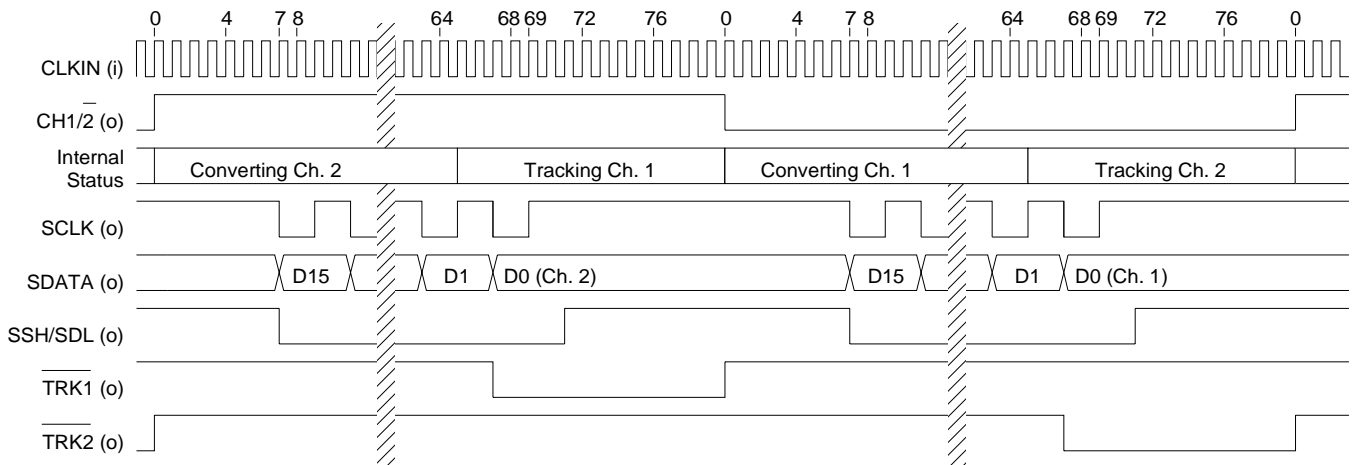 0 4 7 8 64 68 69 72 76 0 4 7 8 64 68 69 72 76 0
CLKIN (i)
CH1/2̅ (o)
Internal
Status
Converting Ch. 2 Tracking Ch. 1 Converting Ch. 1 Tracking Ch. 2
SCLK (o)
SDATA (o) D15 D1 D0 (Ch. 2) D15 D1 D0 (Ch. 1)
SSH/SDL (o)
T̅R̅K̅1̅ (o)
T̅R̅K̅2̅ (o)